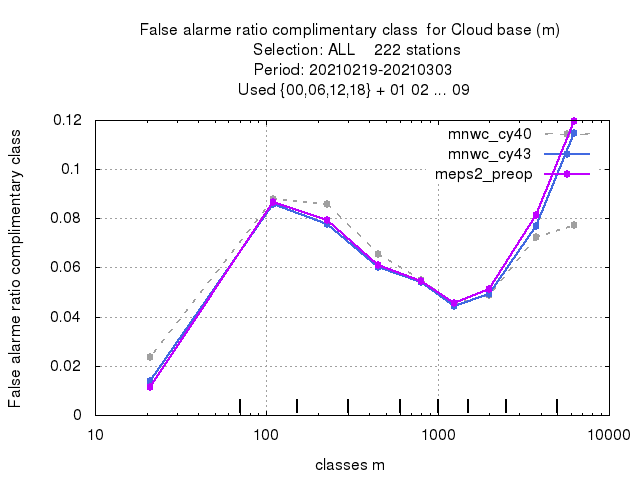 False alarme ratio complimentary class  for Cloud base (m)
Selection: ALL    222 stations
Period: 20210219-20210303
Used {00,06,12,18} + 01 02 ... 09
mnwc_cy40
mnwc_cy43
meps2_preop
False alarme ratio complimentary class
0.12
0.1
0.08
0.06
0.04
0.02
0
10
100
1000
10000
classes m